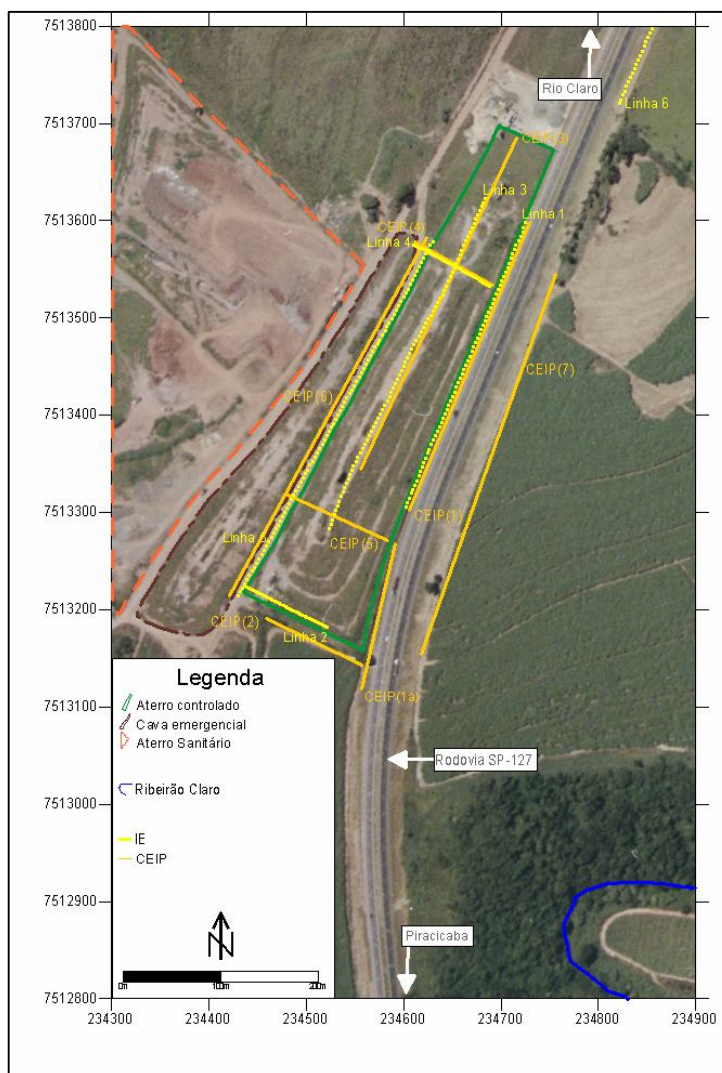 7513800
7513700
7513600
7513500
7513400
7513300
7513200
7513100
7513000
7512900
7512800
Rio Claro
Linha 6
CEIP(3)
Linha 3
Linha 1
CEIP(4)
Linha 4
CEIP(7)
CEIP(6)
CEIP(1)
Linha
CEIP(5)
CEIP(2)
Linha 2
CEIP(1a)
Legenda
Aterro controlado
Cava emergencial
Aterro Sanitário
Ribeirão Claro
IE
CEIP
N
0m 100m 200m
Rodovia SP-127
Piracicaba
234300 234400 234500 234600 234700 234800 234900